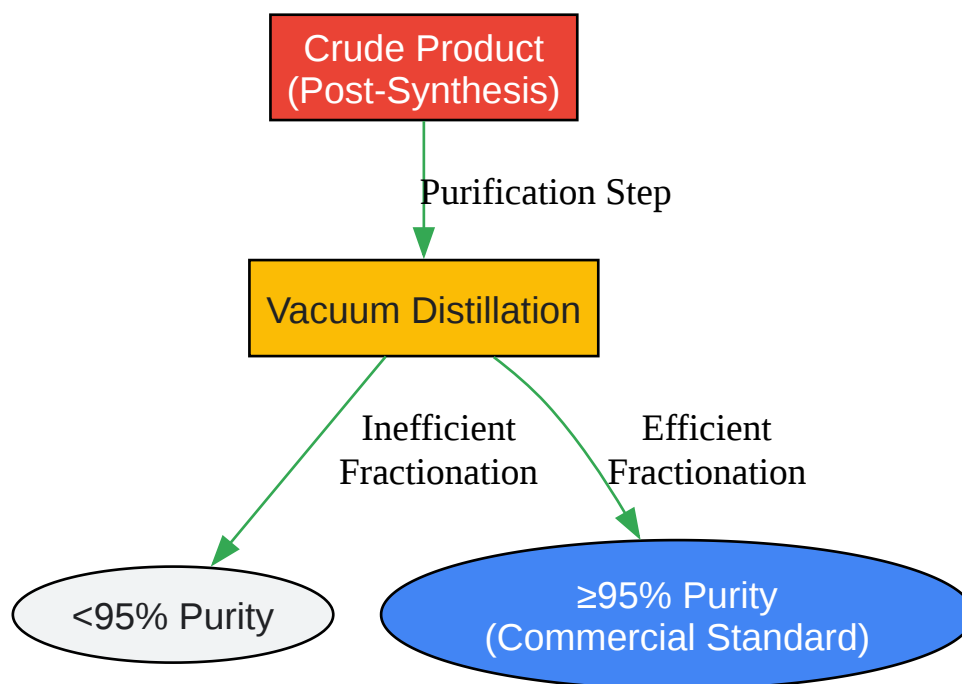 Crude Product
(Post-Synthesis)
Purification Step
Vacuum Distillation
Inefficient
Fractionation
Efficient
Fractionation
<95% Purity
≥95% Purity
(Commercial Standard)